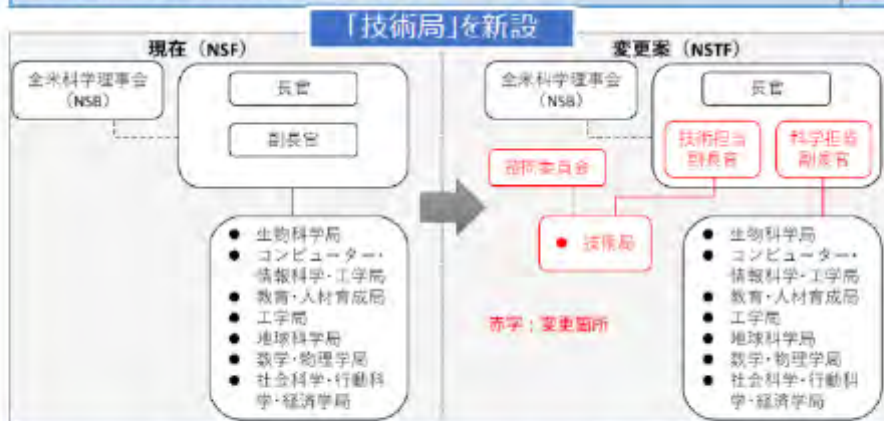 「技術局」を新設
現在（NSF）
全米科学理事会
（NSB）
長官
副長官
● 生物科学局
● コンピューター・
情報科学・工学局
● 教育・人材育成局
● 工学局
● 地球科学局
● 数学・物理学局
● 社会科学・行動科
学・経済学局
変更案（NSTF）
全米科学理事会
（NSB）
長官
技術担当
副長官
科学担当
副長官
諮問委員会
● 技術局
赤字：変更箇所
● 生物科学局
● コンピューター・
情報科学・工学局
● 教育・人材育成局
● 工学局
● 地球科学局
● 数学・物理学局
● 社会科学・行動科
学・経済学局